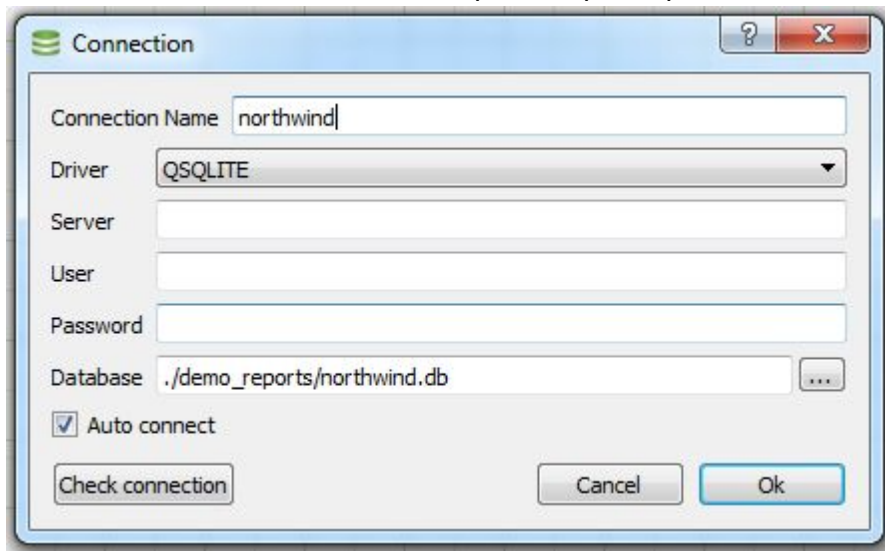 Connection
Connection Name northwind
Driver QSQLITE
Server
User
Password
Database ./demo_reports/northwind.db ...
Auto connect
Check connection Cancel Ok